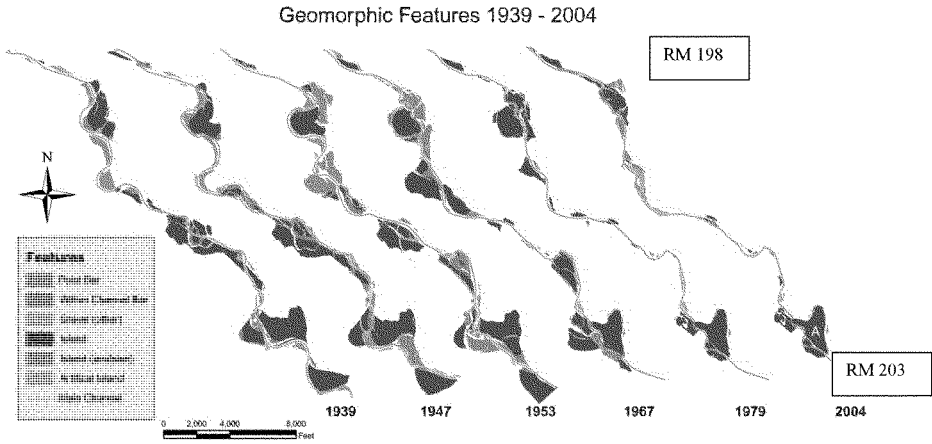 Geomorphic Features 1939 - 2004
RM 198
N
Features
Point Bar
Island
Main Channel
A
RM 203
1939
1947
1953
1967
1979
2004
0 2,000 4,000 8,000
Feet